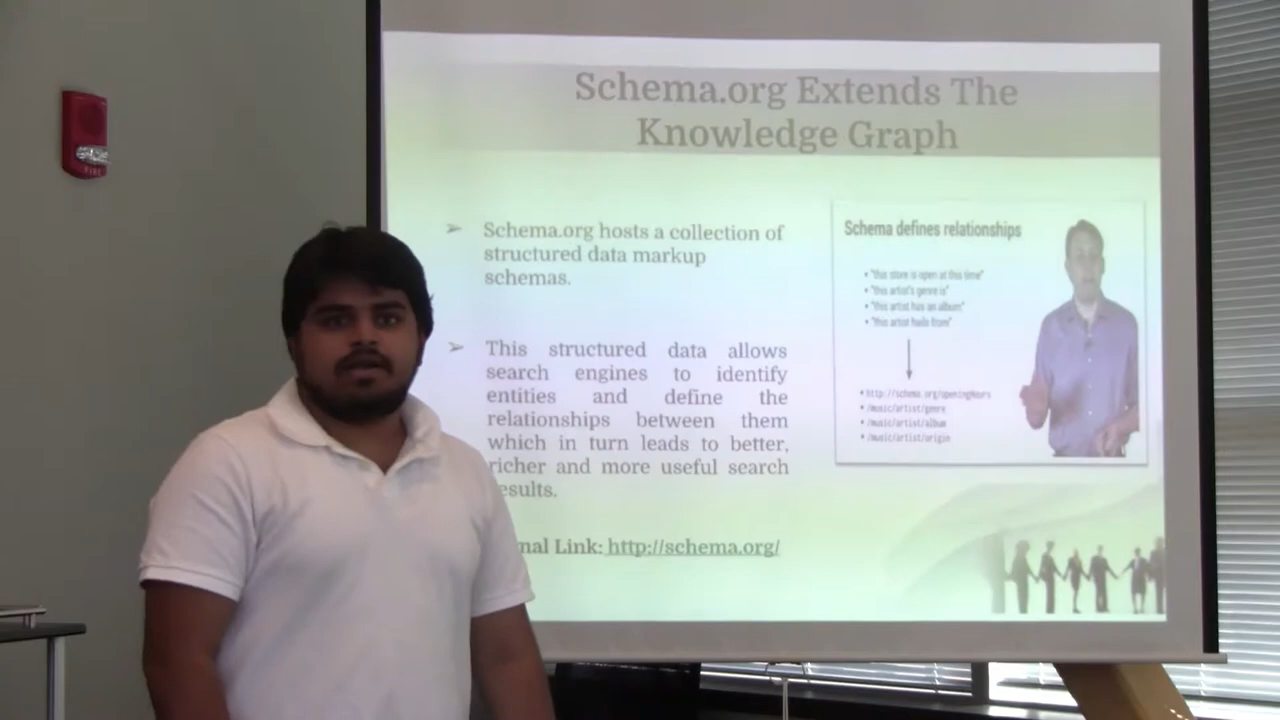 Schema.org Extends The
Knowledge Graph
FIRE
➢ Schema.org hosts a collection of
structured data markup
schemas.
➢ This structured data allows
search engines to identify
entities and define the
relationships between them
which in turn leads to better,
richer and more useful search
esults.
nal Link: http://schema.org/
Schema defines relationships
• "this store is open at this time"
• "this artist's genre is"
• "this artist has an album"
• "this artist hails from"
• http://schema.org/openingHours
• /music/artist/genre
• /music/artist/album
• /music/artist/origin